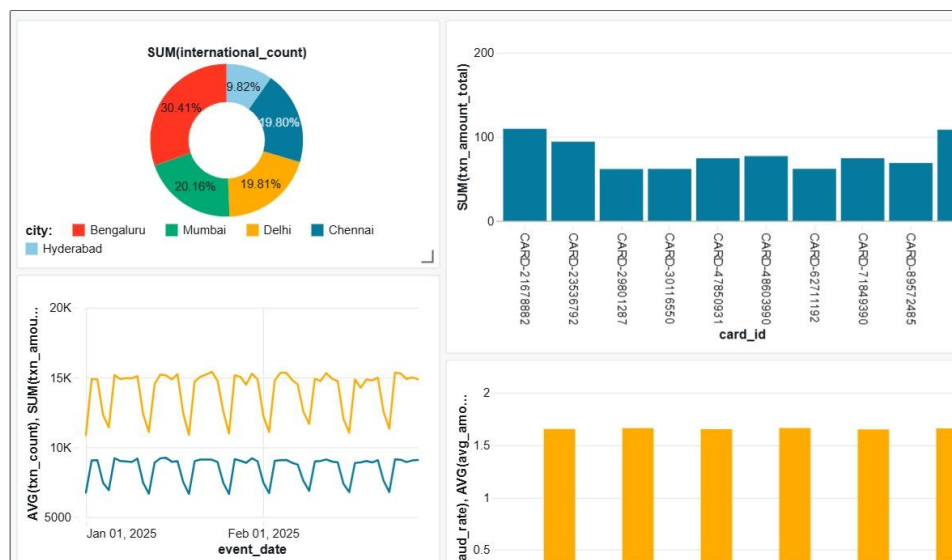 SUM(international_count)
9.82%
30.41%
19.80%
20.16%
19.81%
city: Bengaluru Mumbai Delhi Chennai
Hyderabad
SUM(txn_amount_total)
200
100
0
CARD-21678882
CARD-23536792
CARD-29801287
CARD-30116550
CARD-47850931
CARD-48603990
CARD-62711192
CARD-71849390
CARD-89572485
card_id
AVG(txn_count), SUM(txn_amou...
20K
15K
10K
5000
Jan 01, 2025 Feb 01, 2025
event_date
aud_rate), AVG(avg_amo...
2
1.5
1
0.5